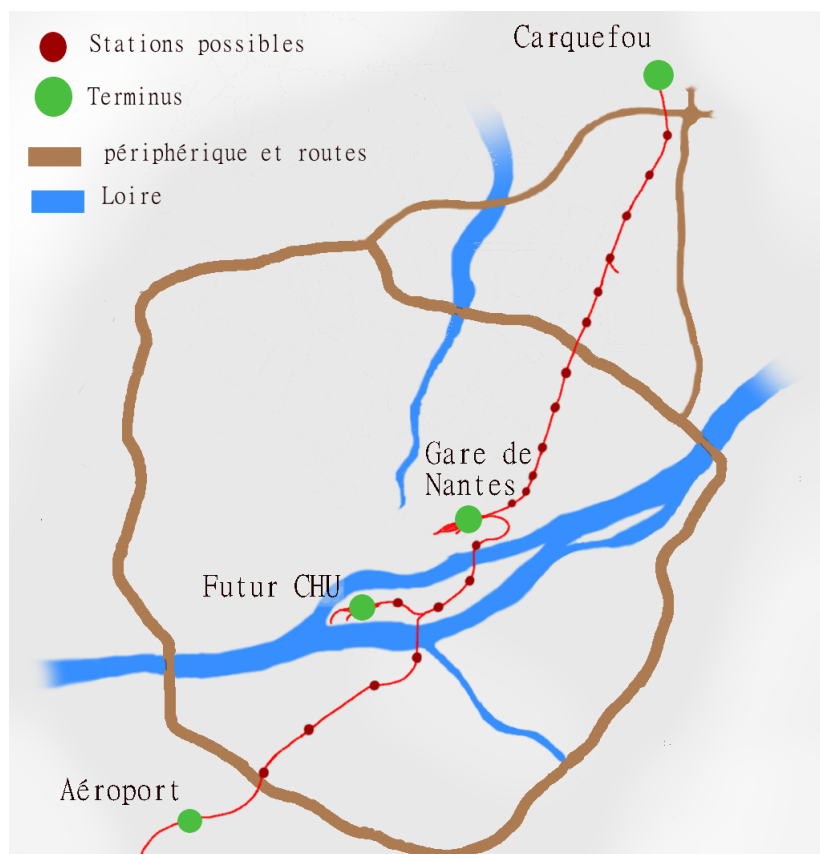 Carquefou
Stations possibles
Terminus
périphérique et routes
Loire
Gare de
Nantes
Futur CHU
Aéroport